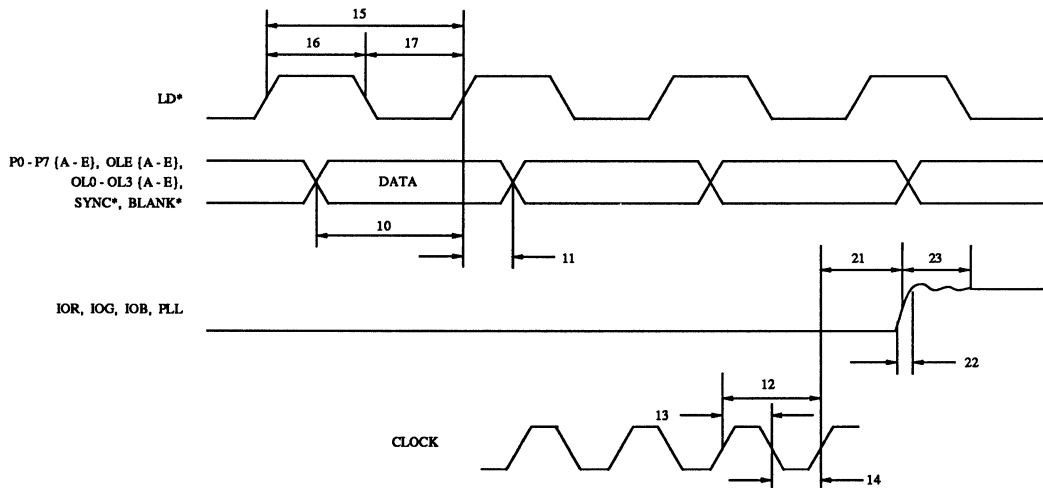 15
16
17
LD*
P0 - P7 {A - E}, OLE {A - E},
OL0 - OL3 {A - E},
SYNC*, BLANK*
DATA
10
11
21
23
IOR, IOG, IOB, PLL
22
12
13
CLOCK
14